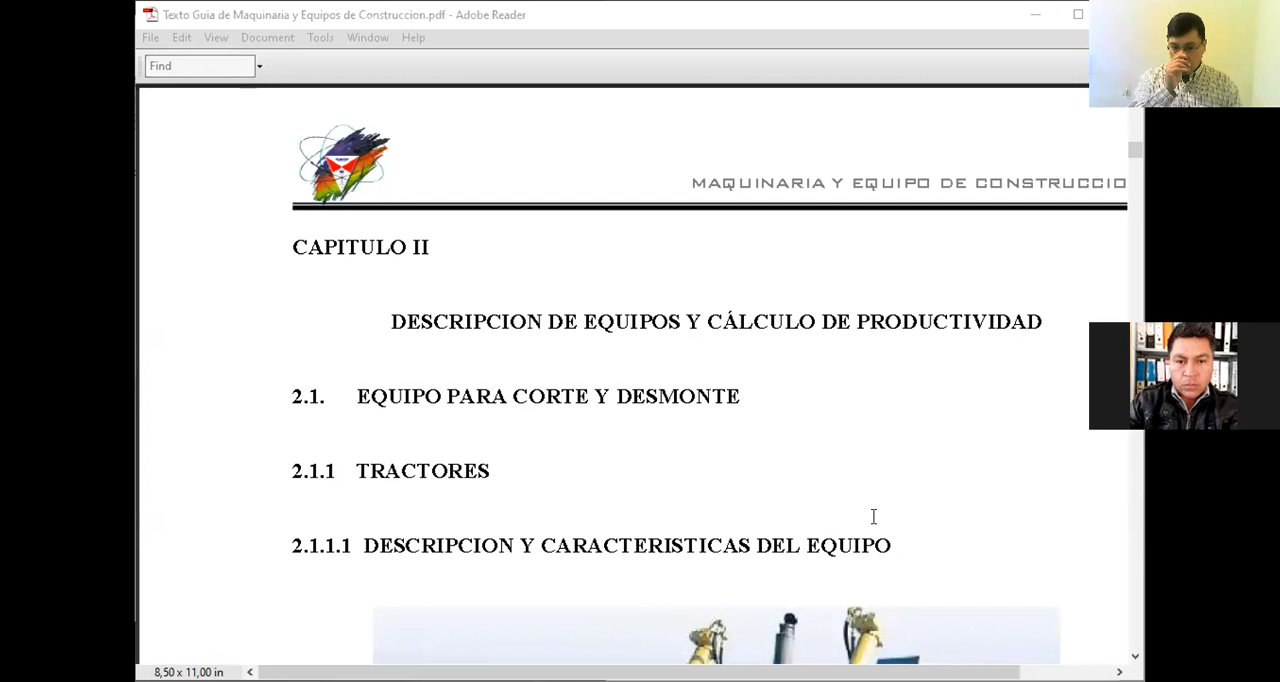 Texto Guia de Maquinaria y Equipos de Construccion.pdf - Adobe Reader
File Edit View Document Tools Window Help
Find
MAQUINARIA Y EQUIPO DE CONSTRUCCIO
CAPITULO II
DESCRIPCION DE EQUIPOS Y CÁLCULO DE PRODUCTIVIDAD
2.1. EQUIPO PARA CORTE Y DESMONTE
2.1.1 TRACTORES
2.1.1.1 DESCRIPCION Y CARACTERISTICAS DEL EQUIPO
8,50 x 11,00 in